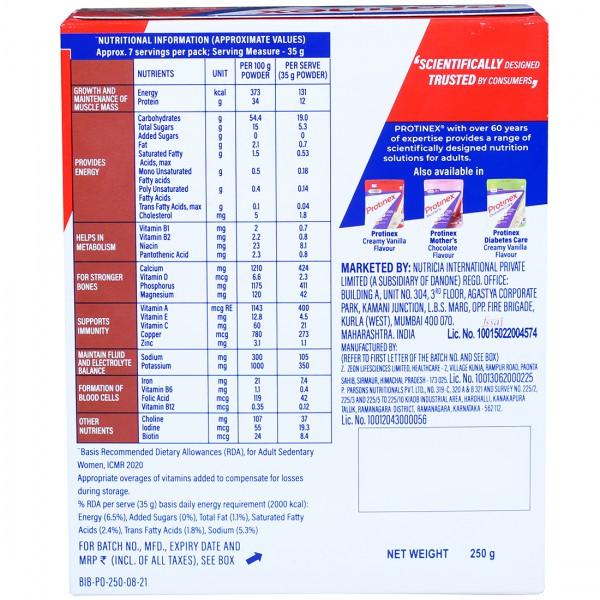 "NUTRITIONAL INFORMATION (APPROXIMATE VALUES)
Approx. 7 servings per pack; Serving Measure - 35 g
NUTRIENTS UNIT PER 100 g POWDER PER SERVE (35 g POWDER)
GROWTH AND MAINTENANCE OF MUSCLE MASS
Energy kcal 373 131
Protein g 34 12
PROVIDES ENERGY
Carbohydrates g 54.4 19.0
Total Sugars g 15 5.3
Added Sugars g 0 0
Fat g 2.1 0.7
Saturated Fatty Acids, max g 1.5 0.53
Mono Unsaturated Fatty acids g 0.5 0.18
Poly Unsaturated Fatty acids g 0.4 0.14
Trans Fatty Acids, max g 0.1 0.04
Cholesterol mg 5 1.8
HELPS IN METABOLISM
Vitamin B1 mg 2 0.7
Vitamin B2 mg 2.2 0.8
Niacin mg 23 8.1
Pantothenic Acid mg 2.3 0.8
FOR STRONGER BONES
Calcium mg 1210 424
Vitamin D mcg 6.6 2.3
Phosphorus mg 1175 411
Magnesium mg 120 42
SUPPORTS IMMUNITY
Vitamin A mcg RE 1143 400
Vitamin E mg 12.8 4.5
Vitamin C mg 60 21
Copper mcg 780 273
Zinc mg 3.1 1.1
MAINTAIN FLUID AND ELECTROLYTE BALANCE
Sodium mg 300 105
Potassium mg 1000 350
FORMATION OF BLOOD CELLS
Iron mg 21 7.4
Vitamin B6 mg 1.1 0.4
Folic Acid mcg 119 42
Vitamin B12 mcg 0.35 0.12
OTHER NUTRIENTS
Choline mg 107 37
Iodine mcg 55 19.3
Biotin mcg 24 8.4
"Basis Recommended Dietary Allowances (RDA), for Adult Sedentary
Women, ICMR 2020
Appropriate overages of vitamins added to compensate for losses
during storage.
% RDA per serve (35 g) basis daily energy requirement (2000 kcal):
Energy (6.5%), Added Sugars (0%), Total Fat (1.1%), Saturated Fatty
Acids (2.4%), Trans Fatty Acids (1.8%), Sodium (5.3%)
FOR BATCH NO., MFD., EXPIRY DATE AND
MRP ₹ (INCL. OF ALL TAXES), SEE BOX
BIB-PO-250-08-21
"SCIENTIFICALLY DESIGNED
TRUSTED BY CONSUMERS"
PROTINEX® with over 60 years
of expertise provides a range of
scientifically designed nutrition
solutions for adults.
Also available in
Protinex Protinex Protinex
Protinex
Creamy Vanilla
Flavour
Protinex
Mother's
Chocolate
Flavour
Protinex
Diabetes Care
Creamy Vanilla
Flavour
MARKETED BY: NUTRICIA INTERNATIONAL PRIVATE
LIMITED (A SUBSIDIARY OF DANONE) REGD. OFFICE:
BUILDING A, UNIT NO. 304, 3RD FLOOR, AGASTYA CORPORATE
PARK, KAMANI JUNCTION, L.B.S. MARG, OPP. FIRE BRIGADE,
KURLA (WEST), MUMBAI 400 070.
MAHARASHTRA. INDIA
fssai
Lic. No. 10015022004574
MANUFACTURED BY:
(REFER TO FIRST LETTER OF THE BATCH NO. AND SEE BOX)
Z. ZEON LIFESCIENCES LIMITED, HEALTHCARE - 2, VILLAGE KUNJA, RAMPUR ROAD, PAONTA
SAHIB, SIRMAUR, HIMACHAL PRADESH - 173 025. Lic. No. 10013062000225
P. PARSONS NUTRITIONALS PVT. LTD., NO. 319-C, 320 A & B 321 AND SURVEY NO. 225/2,
225/3 AND 225/5 TO 225/10 KIAOB INDUSTRIAL AREA, HAROHALLI, KANAKAPURA
TALUK, RAMANAGARA DISTRICT, RAMANAGARA, KARNATAKA - 562 112.
Lic. No. 10012043000056
NET WEIGHT 250 g